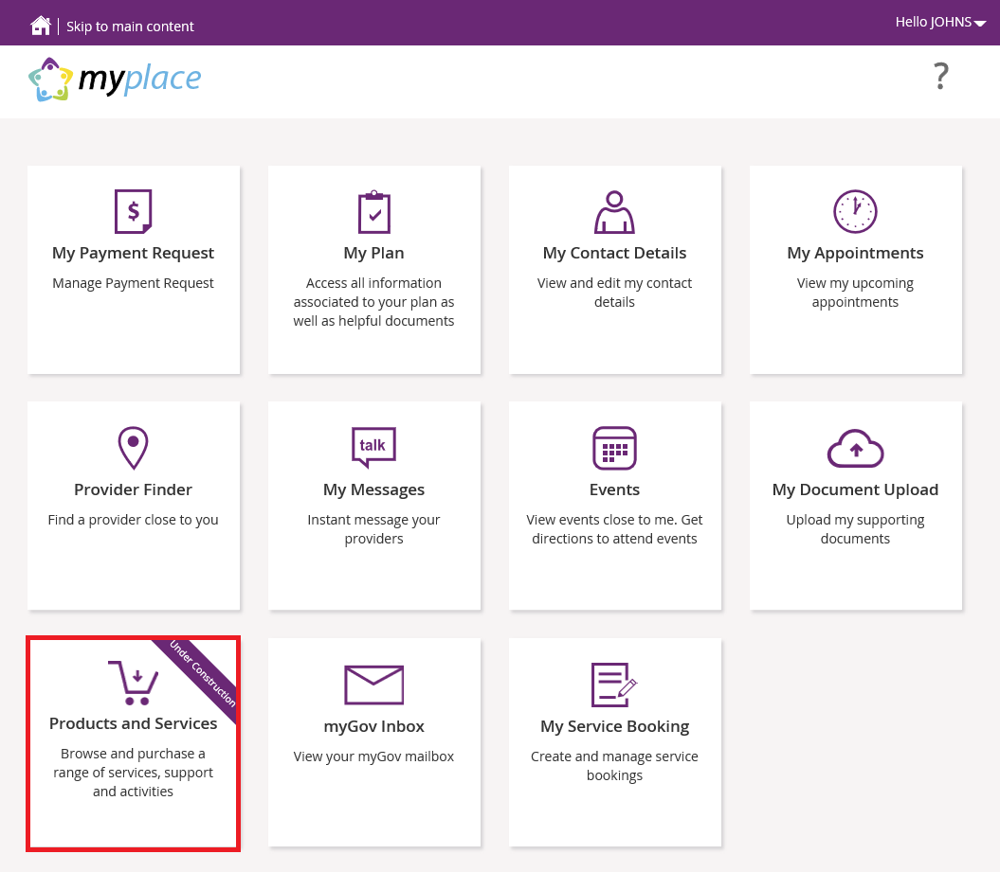 Skip to main content
Hello JOHNS
myplace
?
$
My Payment Request
Manage Payment Request
My Plan
Access all information
associated to your plan as
well as helpful documents
My Contact Details
View and edit my contact
details
My Appointments
View my upcoming
appointments
Provider Finder
Find a provider close to you
talk
My Messages
Instant message your
providers
Events
View events close to me. Get
directions to attend events
My Document Upload
Upload my supporting
documents
Under Construction
Products and Services
Browse and purchase a
range of services, support
and activities
myGov Inbox
View your myGov mailbox
My Service Booking
Create and manage service
bookings